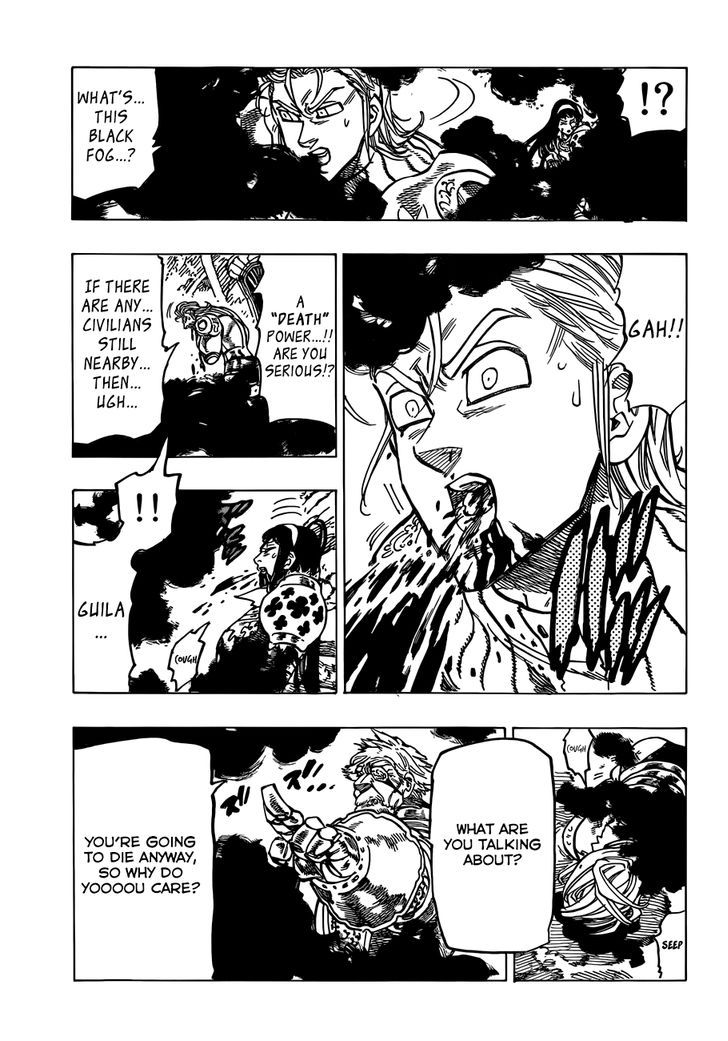 !?
WHAT'S...
THIS
BLACK
FOG...?
GAH!!
A
"DEATH"
POWER...!!
ARE YOU
SERIOUS!?
IF THERE
ARE ANY...
CIVILIANS
STILL
NEARBY...
THEN...
UGH...
!!
GUILA
...
COUGH
COUGH
SEEP
WHAT ARE
YOU TALKING
ABOUT?
ズ!!
ズ...
YOU'RE GOING
TO DIE ANYWAY,
SO WHY DO
YOOOOU CARE?